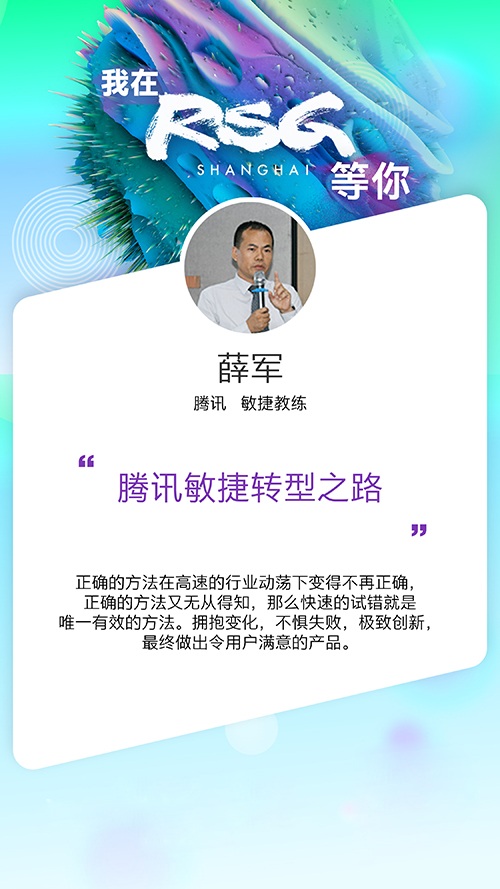 我在
RSG
SHANGHAI
等你
薛军
腾讯 敏捷教练
“
腾讯敏捷转型之路
”
正确的方法在高速的行业动荡下变得不再正确，
正确的方法又无从得知，那么快速的试错就是
唯一有效的方法。拥抱变化，不惧失败，极致创新，
最终做出令用户满意的产品。